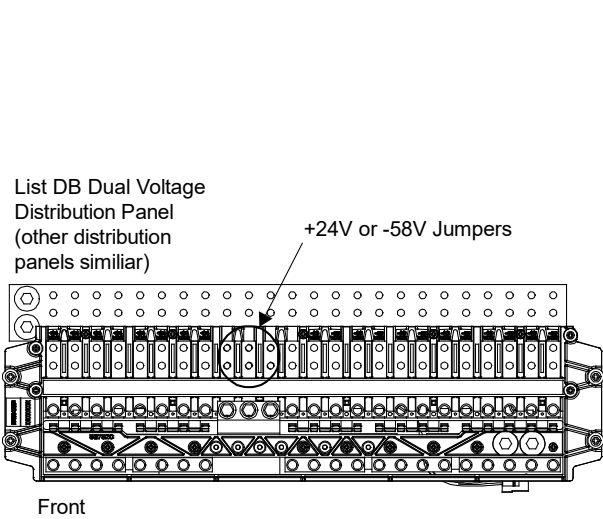 List DB Dual Voltage
Distribution Panel
(other distribution
panels similiar)
+24V or -58V Jumpers
Front